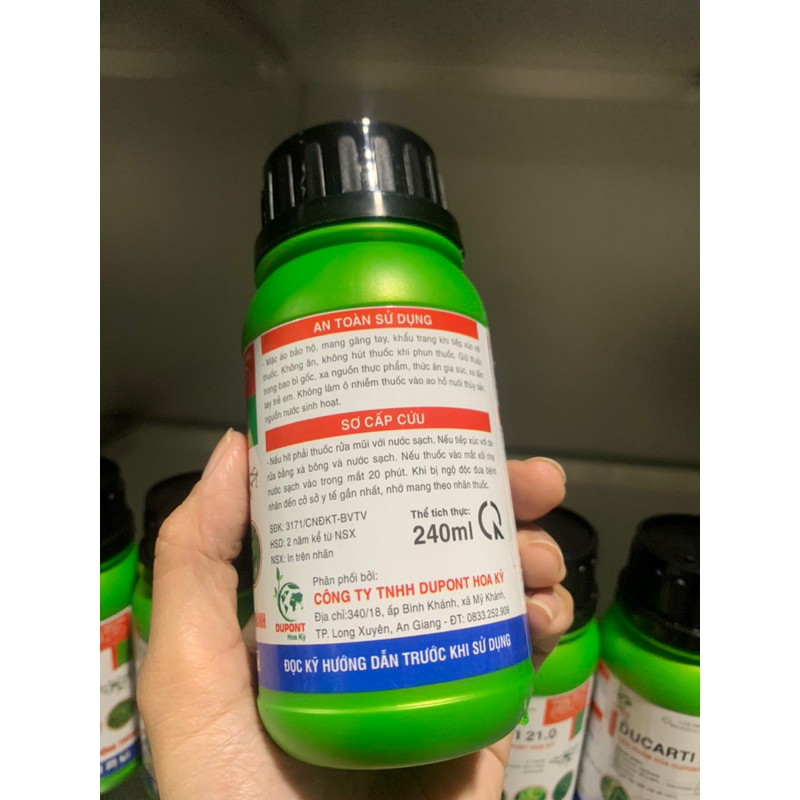 AN TOÀN SỬ DỤNG
- Mặc áo bảo hộ, mang găng tay, khẩu trang khi tiếp xúc với
thuốc. Không ăn, không hút thuốc khi phun thuốc. Giữ thuốc
trong bao bì gốc, xa nguồn thực phẩm, thức ăn gia súc, xa tầm
tay trẻ em. Không làm ô nhiễm thuốc vào ao hồ nuôi thủy sản,
nguồn nước sinh hoạt.
SƠ CẤP CỨU
- Nếu hít phải thuốc rửa mũi với nước sạch. Nếu tiếp xúc với da
rửa bằng xà bông và nước sạch. Nếu thuốc vào mắt xối nhẹ
nước sạch vào trong mắt 20 phút. Khi bị ngộ độc đưa bệnh
nhân đến cở sở y tế gần nhất, nhớ mang theo nhãn thuốc.
SĐK: 3171/CNĐKT-BVTV
HSD: 2 năm kể từ NSX
NSX: In trên nhãn
Thể tích thực:
240ml
Phân phối bởi:
CÔNG TY TNHH DUPONT HOA KỲ
Địa chỉ:340/18, ấp Bình Khánh, xã Mỹ Khánh,
TP. Long Xuyên, An Giang - ĐT: 0833.252.909
DUPONT
Hoa Kỳ
ĐỌC KỸ HƯỚNG DẪN TRƯỚC KHI SỬ DỤNG
I 21.0
DUCARTI